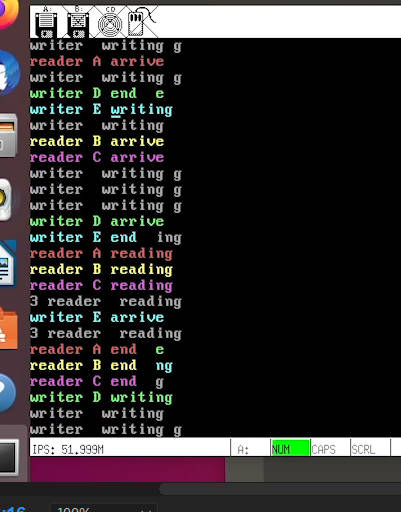 A: B: CD
writer  writing g
reader A arrive
writer  writing g
writer D end  e
writer E writing
writer  writing
reader B arrive
reader C arrive
writer  writing g
writer  writing g
writer  writing g
writer D arrive
writer E end  ing
reader A reading
reader B reading
reader C reading
3 reader  reading
writer E arrive
3 reader  reading
reader A end  e
reader B end  ng
reader C end  g
writer D writing
writer  writing
writer  writing g
IPS: 51.999M A: NUM CAPS SCRL
:16 100%